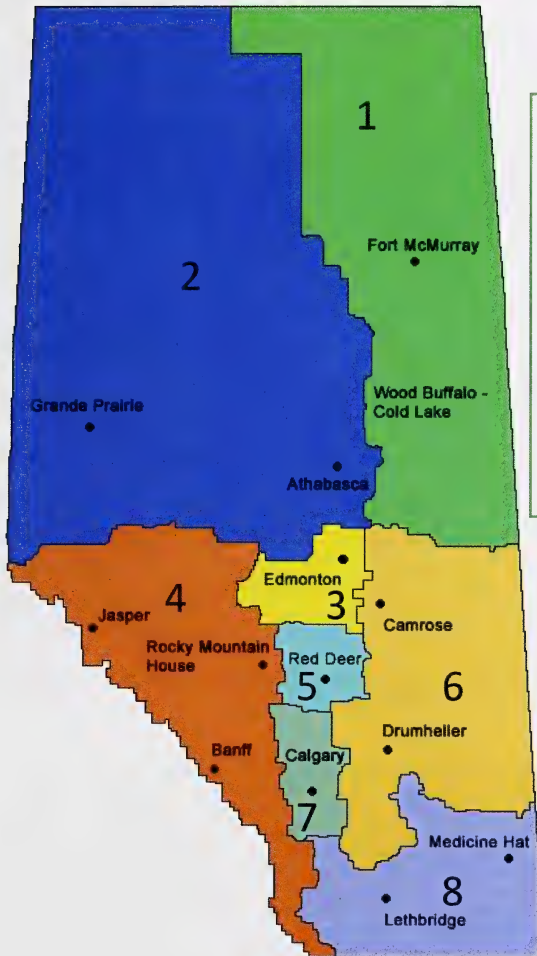 1
Fort McMurray
2
Wood Buffalo -
Cold Lake
Grande Prairie
Athabasca
Edmonton
3
4
Camrose
Jasper
Rocky Mountain
House
Red Deer
5
6
Drumheller
Banff
Calgary
7
Medicine Hat
8
Lethbridge